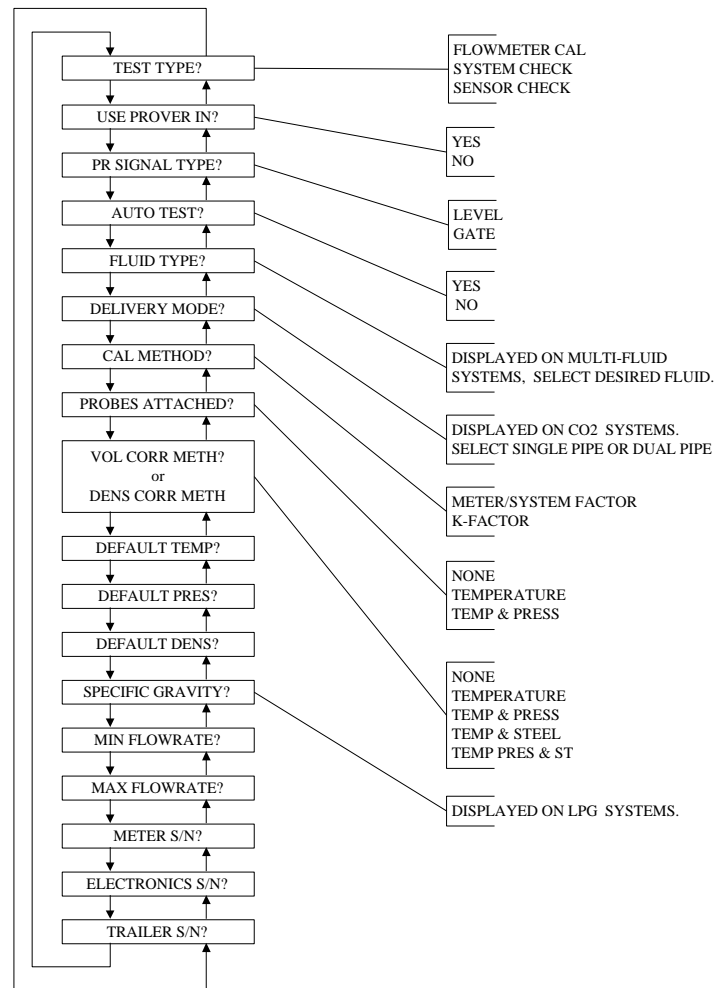 TEST TYPE?
USE PROVER IN?
PR SIGNAL TYPE?
AUTO TEST?
FLUID TYPE?
DELIVERY MODE?
CAL METHOD?
PROBES ATTACHED?
VOL CORR METH?
or
DENS CORR METH
DEFAULT TEMP?
DEFAULT PRES?
DEFAULT DENS?
SPECIFIC GRAVITY?
MIN FLOWRATE?
MAX FLOWRATE?
METER S/N?
ELECTRONICS S/N?
TRAILER S/N?
FLOWMETER CAL
SYSTEM CHECK
SENSOR CHECK
YES
NO
LEVEL
GATE
YES
NO
DISPLAYED ON MULTI-FLUID
SYSTEMS, SELECT DESIRED FLUID.
DISPLAYED ON CO2 SYSTEMS.
SELECT SINGLE PIPE OR DUAL PIPE
METER/SYSTEM FACTOR
K-FACTOR
NONE
TEMPERATURE
TEMP & PRESS
NONE
TEMPERATURE
TEMP & PRESS
TEMP & STEEL
TEMP PRES & ST
DISPLAYED ON LPG SYSTEMS.